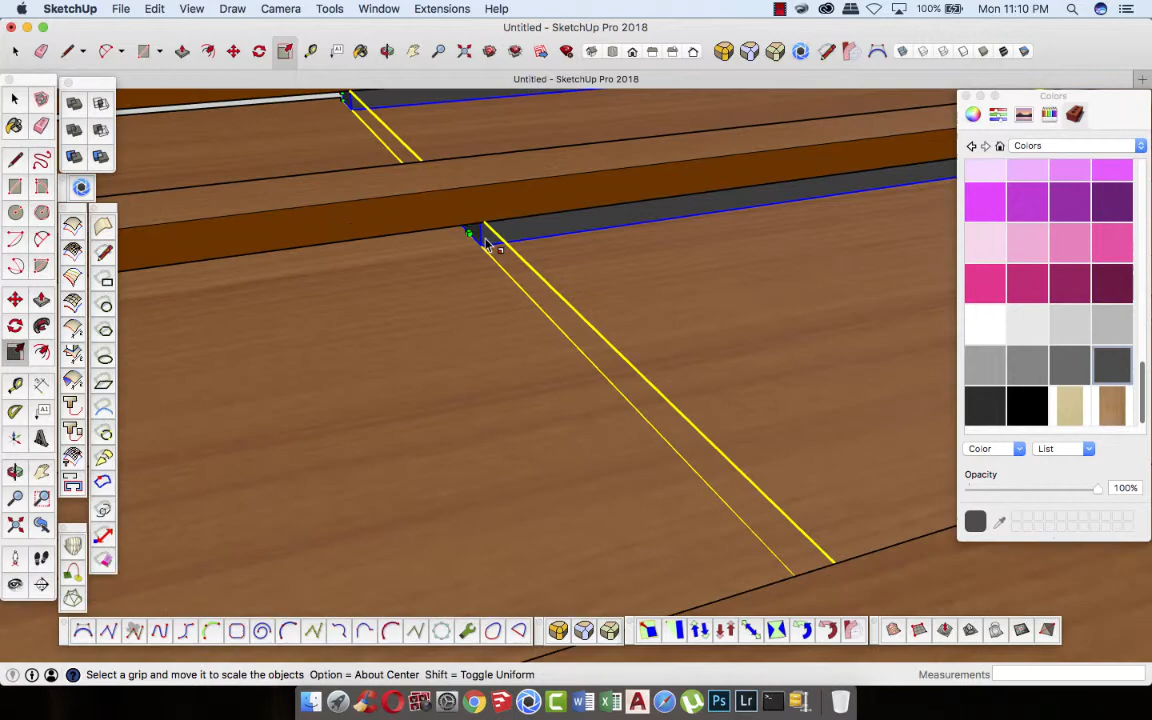 SketchUp File Edit View Draw Camera Tools Window Extensions Help 100% Mon 11:10 PM
Untitled - SketchUp Pro 2018
Untitled - SketchUp Pro 2018
Colors
Colors
Color List
Opacity
100%
Select a grip and move it to scale the objects Option = About Center Shift = Toggle Uniform Measurements